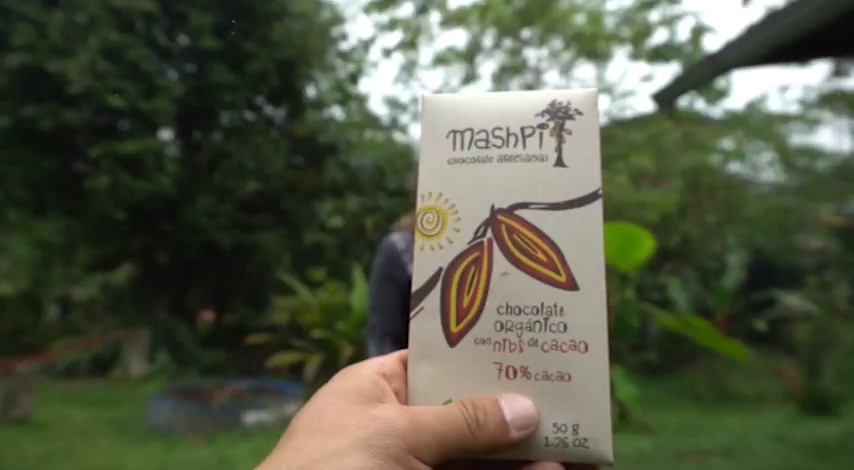 mashpi
chocolate artesanal
chocolate
orgánico
con nibs de cacao
70% cacao
50 g
1.76 oz